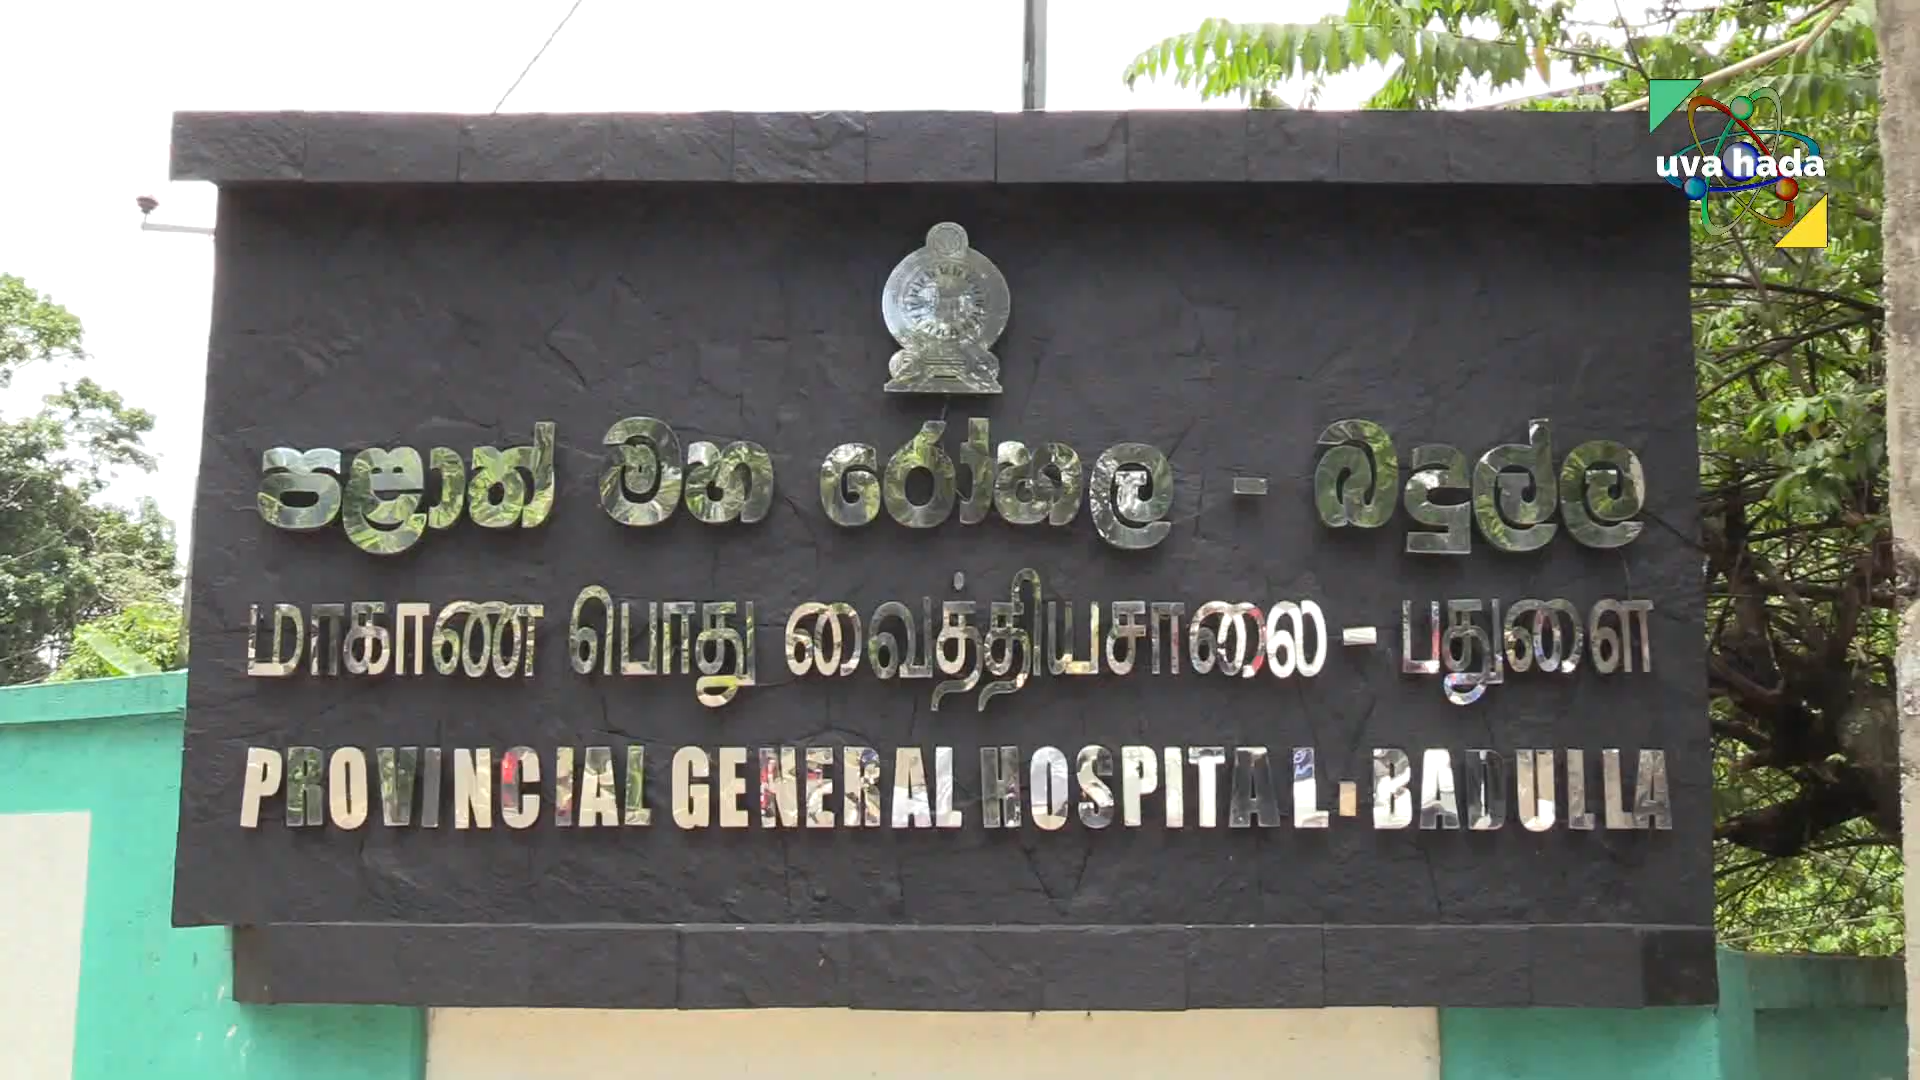 uva hada
පළාත් මහ රෝහල - බදුල්ල
மாகாண பொது வைத்தியசாலை - பதுளை
PROVINCIAL GENERAL HOSPITAL - BADULLA